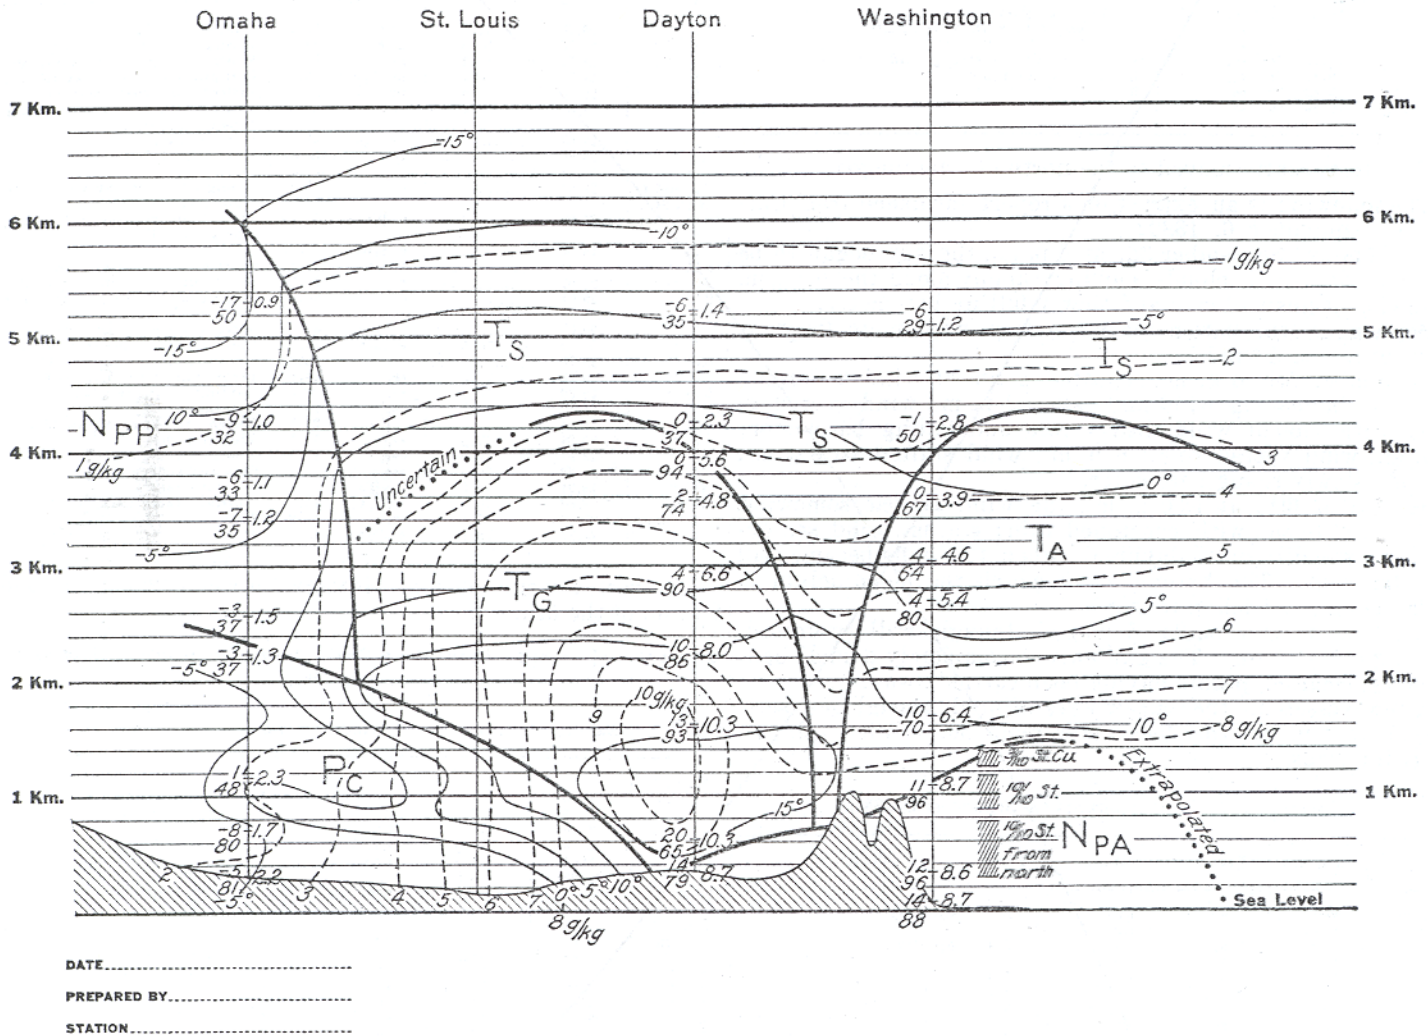 Omaha St. Louis Dayton Washington
7 Km. 7 Km.
-15°
6 Km. 6 Km.
-10°
1g/kg
-17 0.9 -6 1.4 -6
50 35 29 1.2 -5°
5 Km. 5 Km.
-15° TS TS 2
NPP 10° -9 1.0 0 2.3 TS -1 2.8
32 37 50
4 Km. 4 Km.
1g/kg Uncertain 0 5.6 3
94
-6 1.1 2 4.8 0 3.9 0° 4
33 74 67
-7 1.2
35
-5° TA
4 4.6 5
3 Km. 64 3 Km.
TG 4 6.6
90 4 5.4 5°
-3 1.5 80
37 6
10 8.0
-3 1.3 86
-5° 37
2 Km. 2 Km.
10g/kg 7
9 13 10.3 10 6.4 10° 8g/kg
93 70
St.Cu. Extrapolated
PC
1 2.3 11 8.7 10/10 St.
48 96
1 Km. 15° 1 Km.
-8 1.7 20 10.3 10/10 St. NPA
80 65 from
14 8.7 12 8.6 north
-5 2.2 79 96
2 81 3 4 5 6 7 0° -5° 10°
-5° 14 8.7 Sea Level
8g/kg 88
DATE
PREPARED BY
STATION